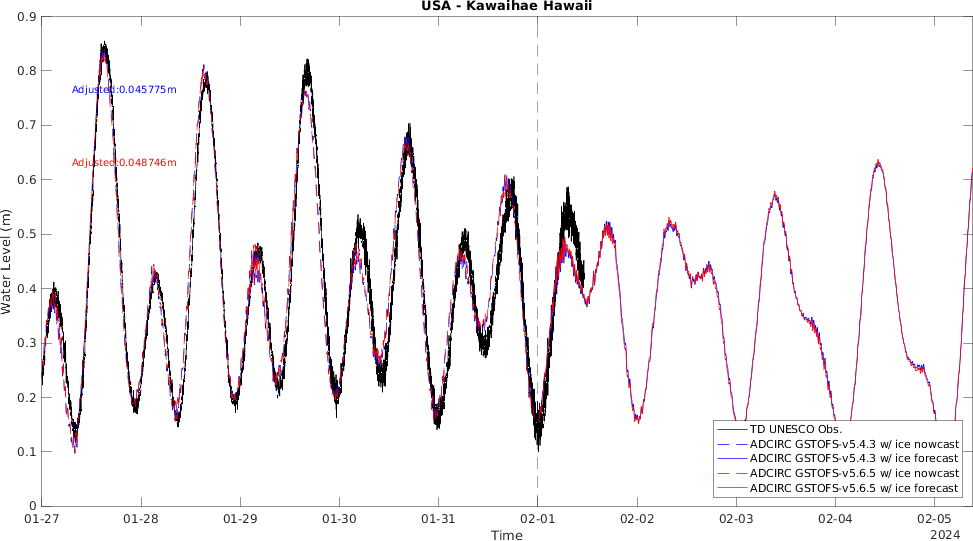 USA - Kawaihae Hawaii
0.9
0.8
0.7
0.6
0.5
0.4
0.3
0.2
0.1
0
Water Level (m)
Adjusted:0.045775m
Adjusted:0.048746m
TD UNESCO Obs.
ADCIRC GSTOFS-v5.4.3 w/ ice nowcast
ADCIRC GSTOFS-v5.4.3 w/ ice forecast
ADCIRC GSTOFS-v5.6.5 w/ ice nowcast
ADCIRC GSTOFS-v5.6.5 w/ ice forecast
01-27 01-28 01-29 01-30 01-31 02-01 02-02 02-03 02-04 02-05
2024
Time